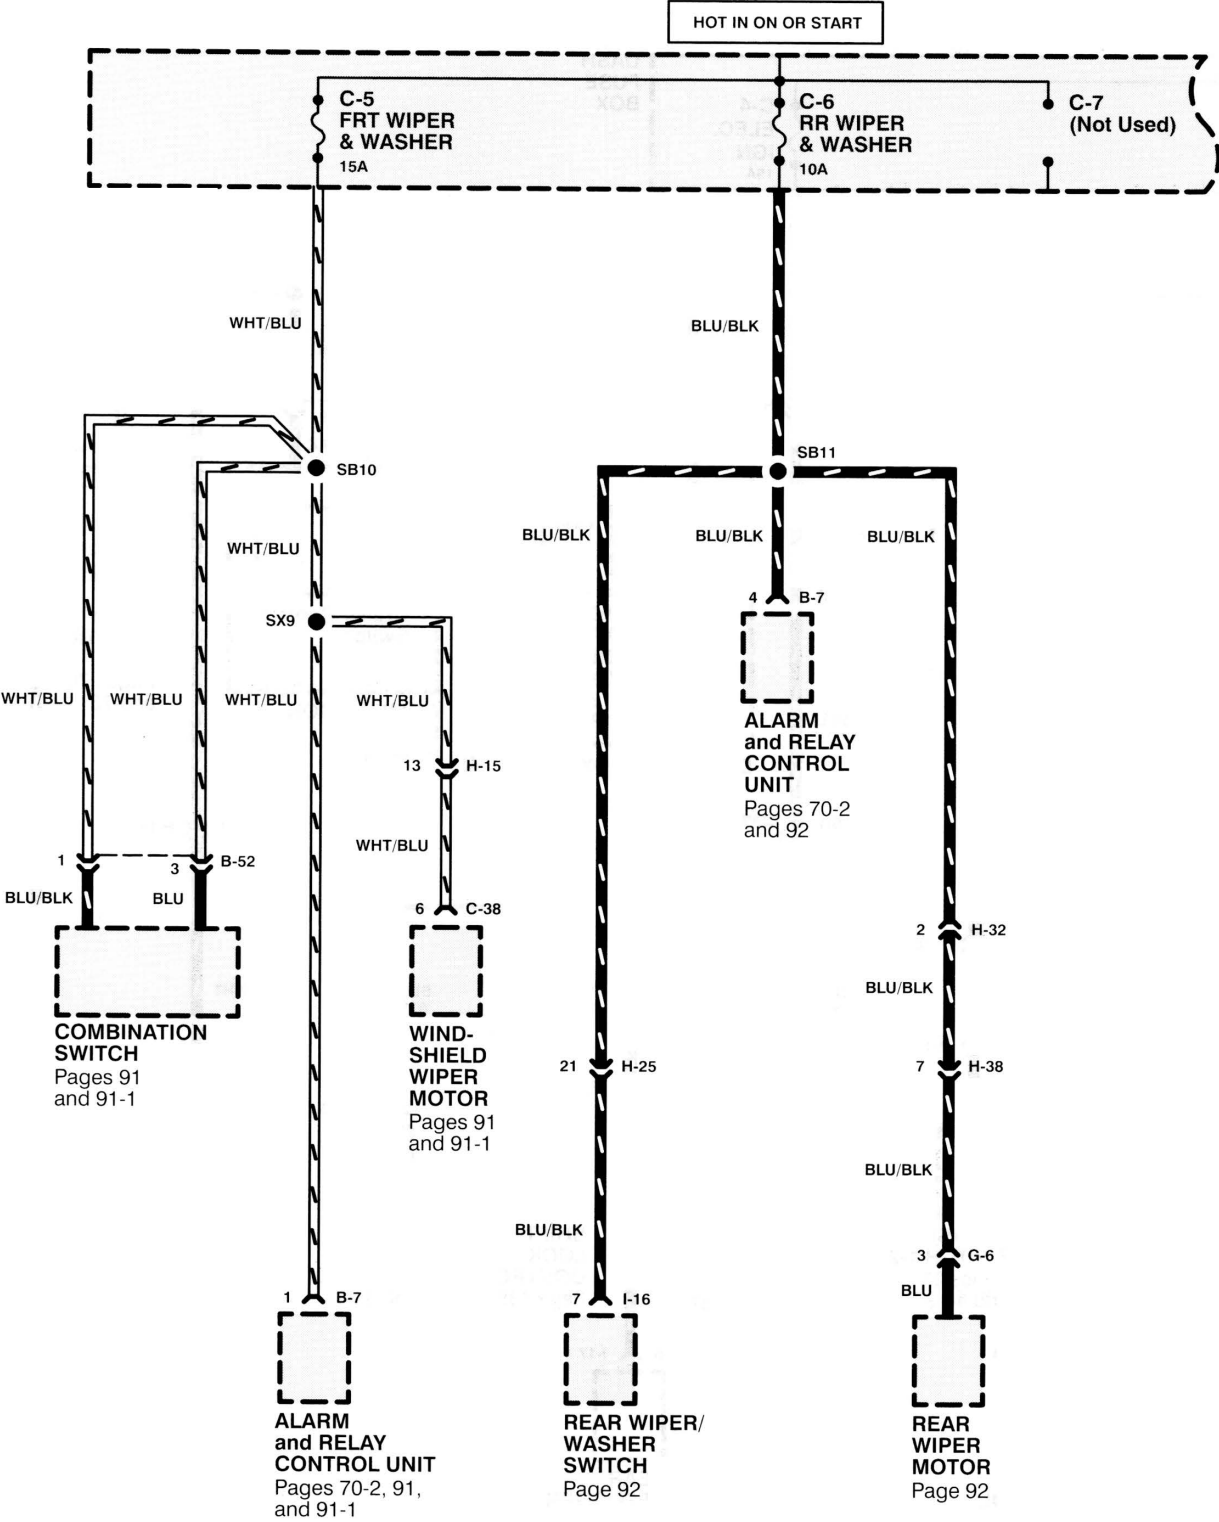 HOT IN ON OR START
C-5
FRT WIPER
& WASHER
15A
C-6
RR WIPER
& WASHER
10A
C-7
(Not Used)
WHT/BLU
BLU/BLK
SB10
SB11
WHT/BLU
BLU/BLK
BLU/BLK
BLU/BLK
4
B-7
SX9
ALARM
and RELAY
CONTROL
UNIT
Pages 70-2
and 92
WHT/BLU
WHT/BLU
WHT/BLU
WHT/BLU
13
H-15
WHT/BLU
1
3
B-52
BLU/BLK
BLU
6
C-38
COMBINATION
SWITCH
Pages 91
and 91-1
WIND-
SHIELD
WIPER
MOTOR
Pages 91
and 91-1
2
H-32
BLU/BLK
21
H-25
7
H-38
BLU/BLK
BLU/BLK
3
G-6
BLU
1
B-7
7
I-16
ALARM
and RELAY
CONTROL UNIT
Pages 70-2, 91,
and 91-1
REAR WIPER/
WASHER
SWITCH
Page 92
REAR
WIPER
MOTOR
Page 92